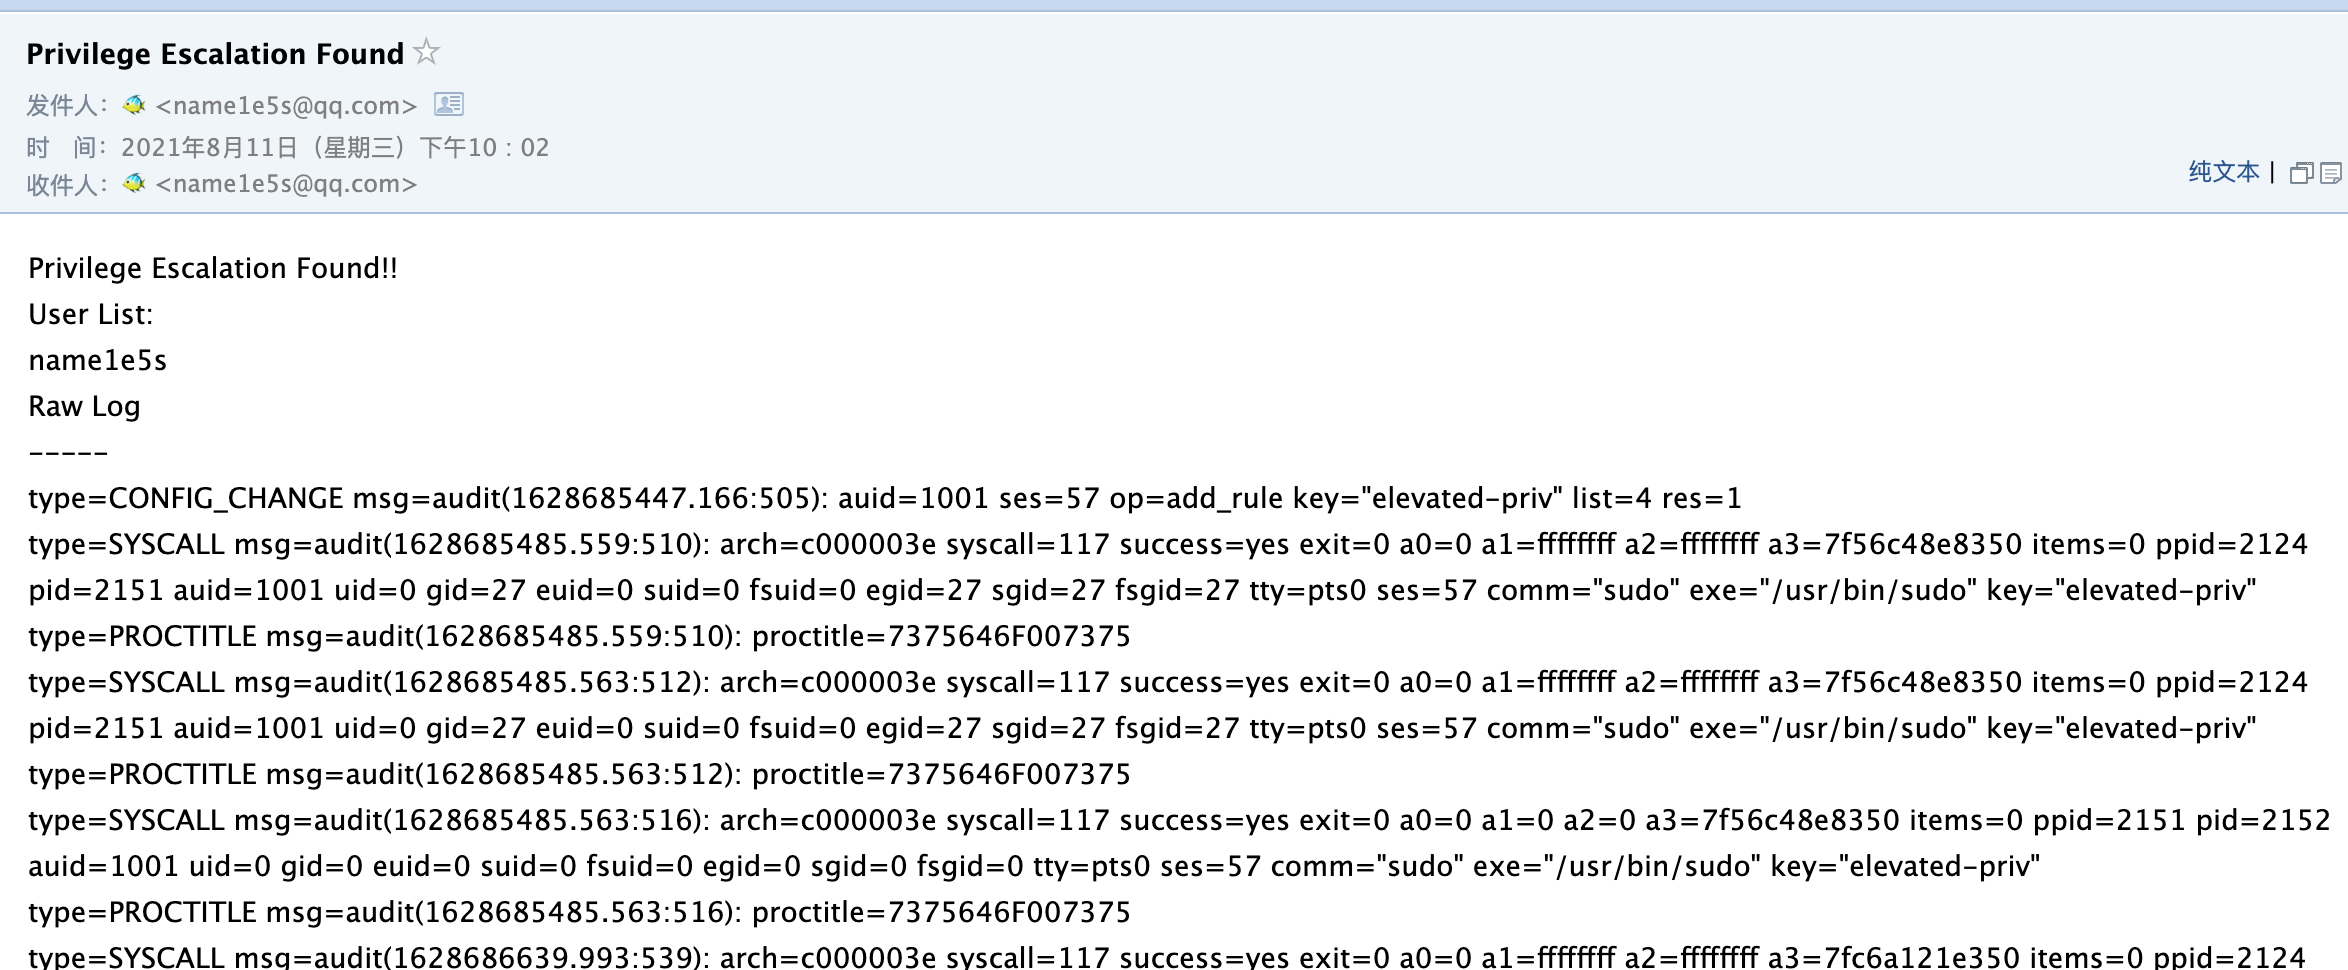 Privilege Escalation Found
发件人： <name1e5s@qq.com>
时 间： 2021年8月11日（星期三）下午10 : 02
收件人： <name1e5s@qq.com>
纯文本 |
Privilege Escalation Found!!
User List:
name1e5s
Raw Log
-----
type=CONFIG_CHANGE msg=audit(1628685447.166:505): auid=1001 ses=57 op=add_rule key="elevated-priv" list=4 res=1
type=SYSCALL msg=audit(1628685485.559:510): arch=c000003e syscall=117 success=yes exit=0 a0=0 a1=ffffffff a2=ffffffff a3=7f56c48e8350 items=0 ppid=2124
pid=2151 auid=1001 uid=0 gid=27 euid=0 suid=0 fsuid=0 egid=27 sgid=27 fsgid=27 tty=pts0 ses=57 comm="sudo" exe="/usr/bin/sudo" key="elevated-priv"
type=PROCTITLE msg=audit(1628685485.559:510): proctitle=7375646F007375
type=SYSCALL msg=audit(1628685485.563:512): arch=c000003e syscall=117 success=yes exit=0 a0=0 a1=ffffffff a2=ffffffff a3=7f56c48e8350 items=0 ppid=2124
pid=2151 auid=1001 uid=0 gid=27 euid=0 suid=0 fsuid=0 egid=27 sgid=27 fsgid=27 tty=pts0 ses=57 comm="sudo" exe="/usr/bin/sudo" key="elevated-priv"
type=PROCTITLE msg=audit(1628685485.563:512): proctitle=7375646F007375
type=SYSCALL msg=audit(1628685485.563:516): arch=c000003e syscall=117 success=yes exit=0 a0=0 a1=0 a2=0 a3=7f56c48e8350 items=0 ppid=2151 pid=2152
auid=1001 uid=0 gid=0 euid=0 suid=0 fsuid=0 egid=0 sgid=0 fsgid=0 tty=pts0 ses=57 comm="sudo" exe="/usr/bin/sudo" key="elevated-priv"
type=PROCTITLE msg=audit(1628685485.563:516): proctitle=7375646F007375
type=SYSCALL msg=audit(1628686639.993:539): arch=c000003e syscall=117 success=yes exit=0 a0=0 a1=ffffffff a2=ffffffff a3=7fc6a121e350 items=0 ppid=2124